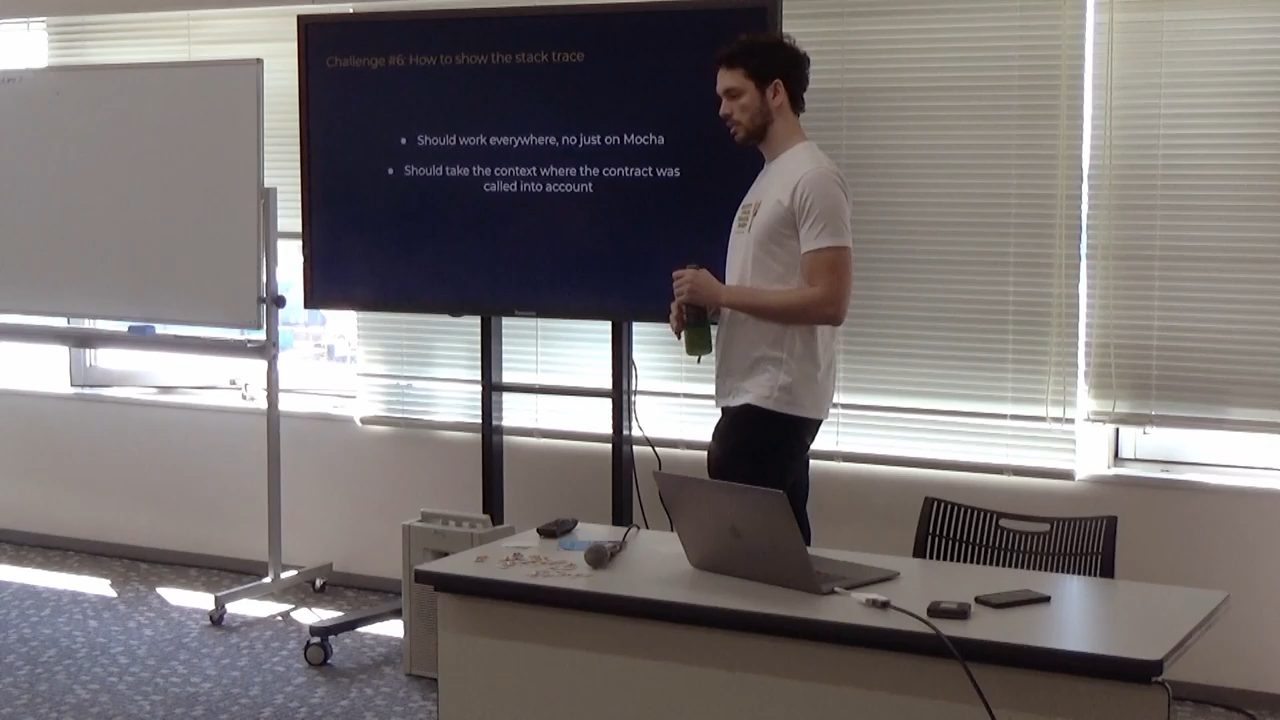 Challenge #6: How to show the stack trace
Should work everywhere, no just on Mocha
Should take the context where the contract was
called into account